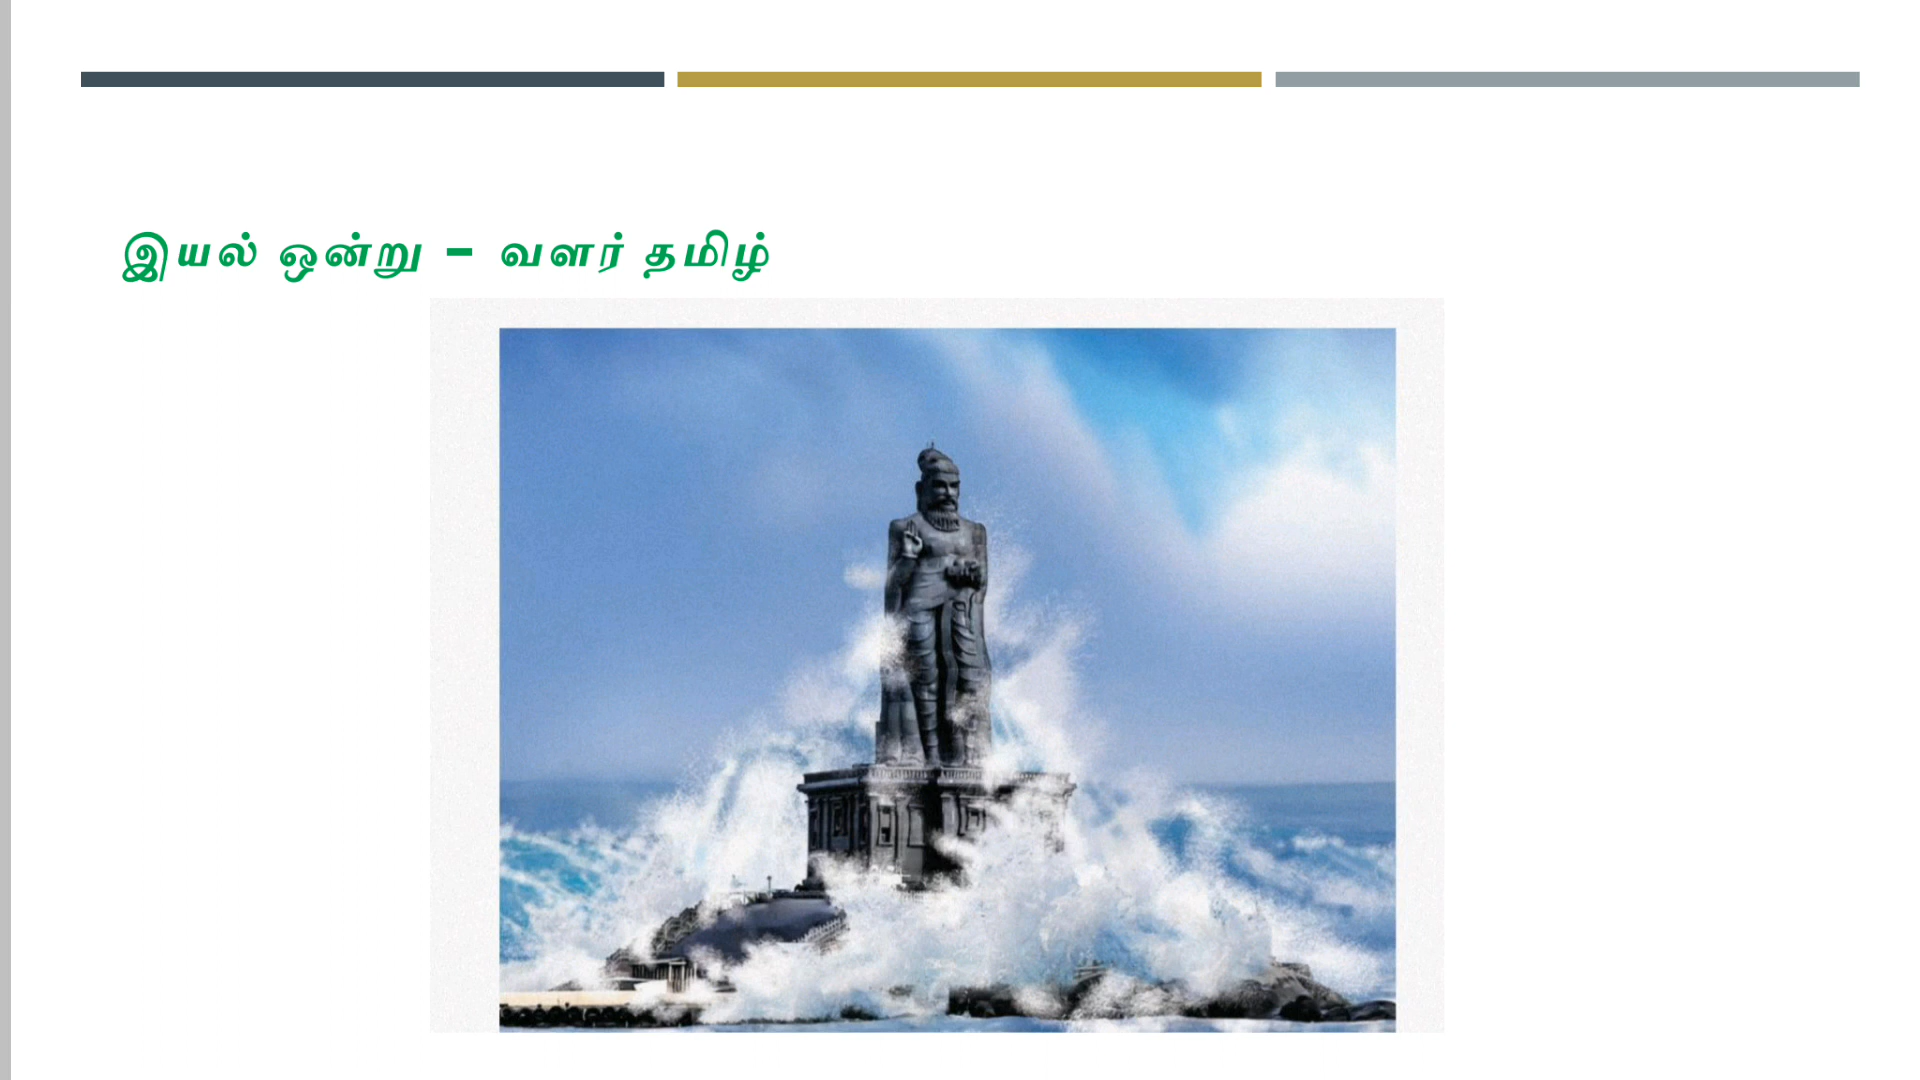 இயல் ஒன்று – வளர் தமிழ்